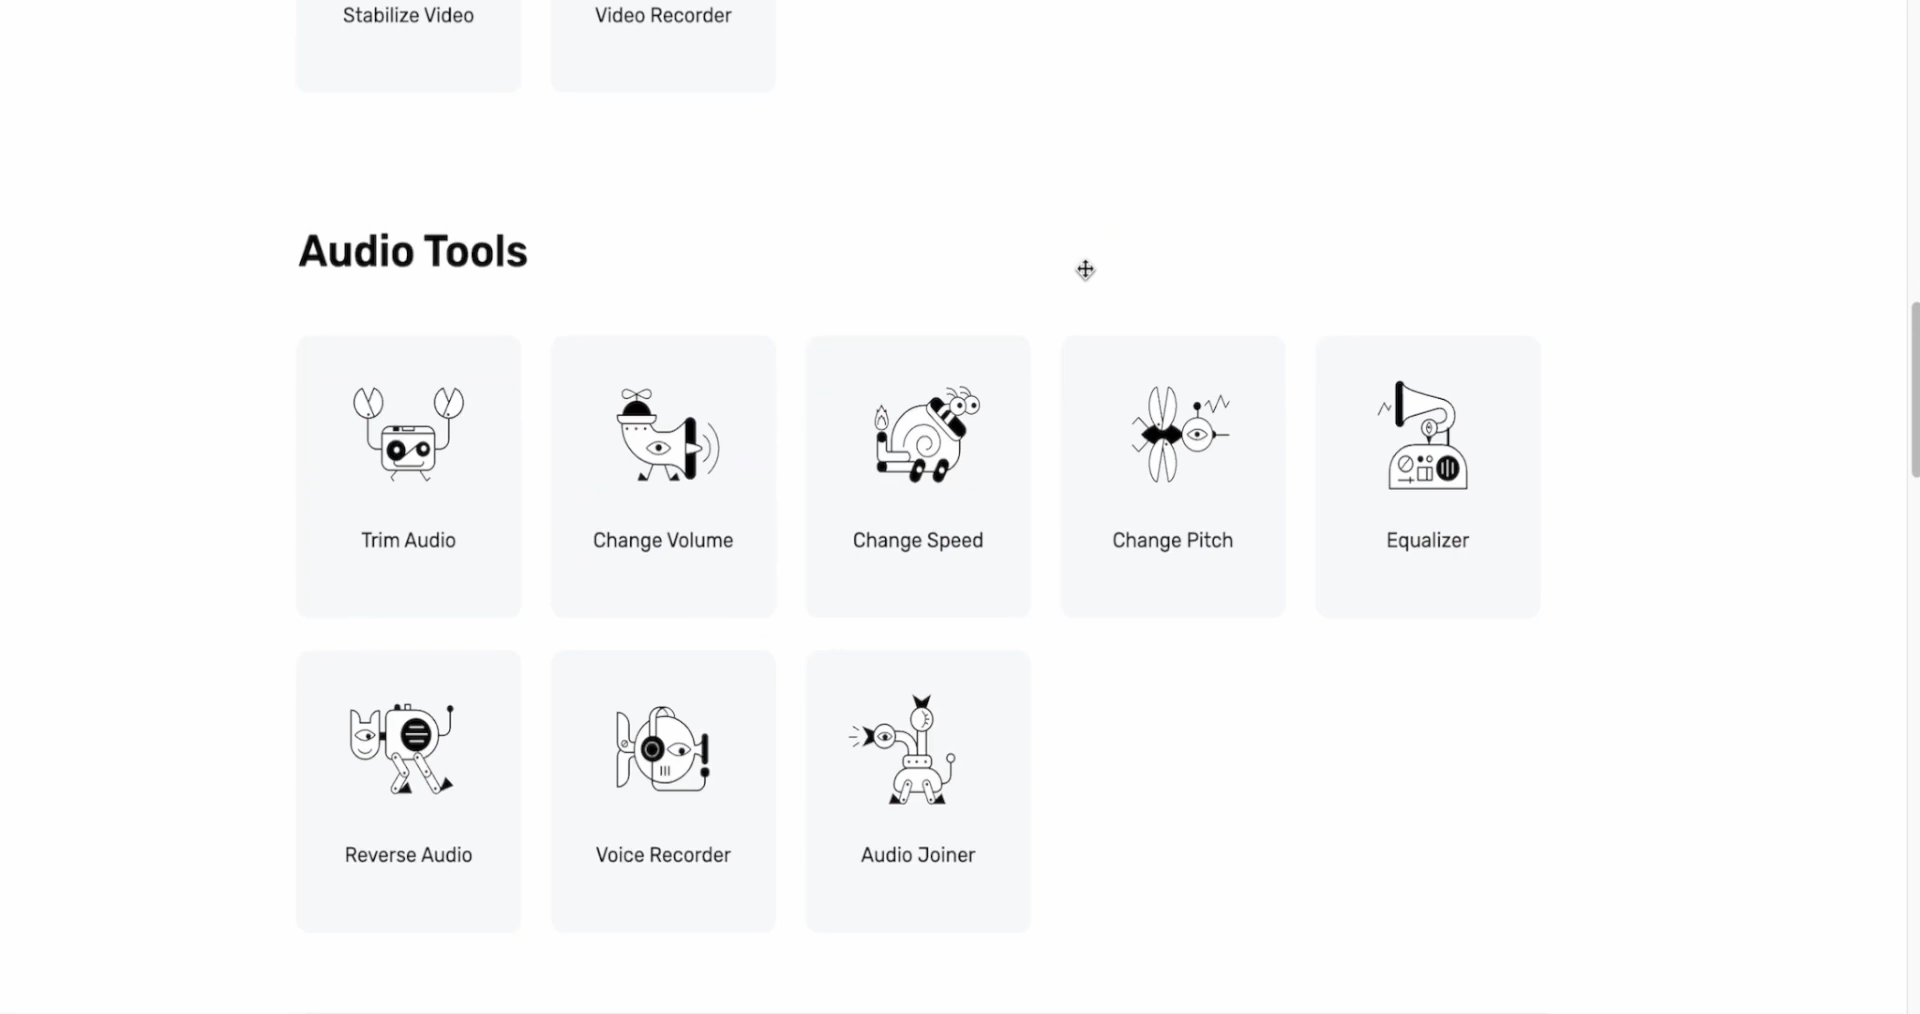 Stabilize Video
Video Recorder
Audio Tools
Trim Audio
Change Volume
Change Speed
Change Pitch
Equalizer
Reverse Audio
Voice Recorder
Audio Joiner